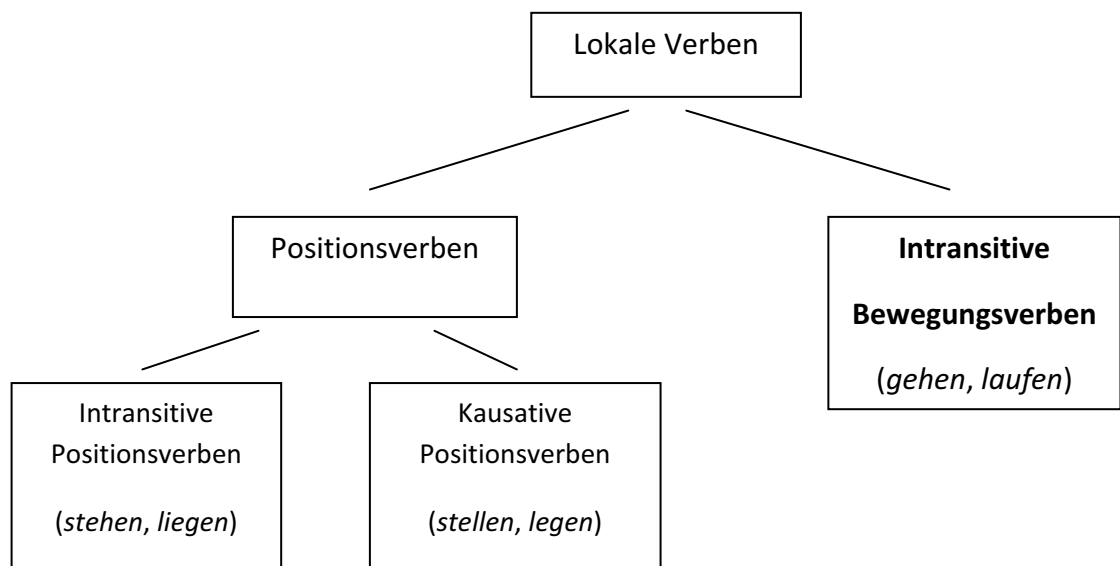 Lokale Verben
Positionsverben
Intransitive
Bewegungsverben
(gehen, laufen)
Intransitive
Positionsverben
(stehen, liegen)
Kausative
Positionsverben
(stellen, legen)